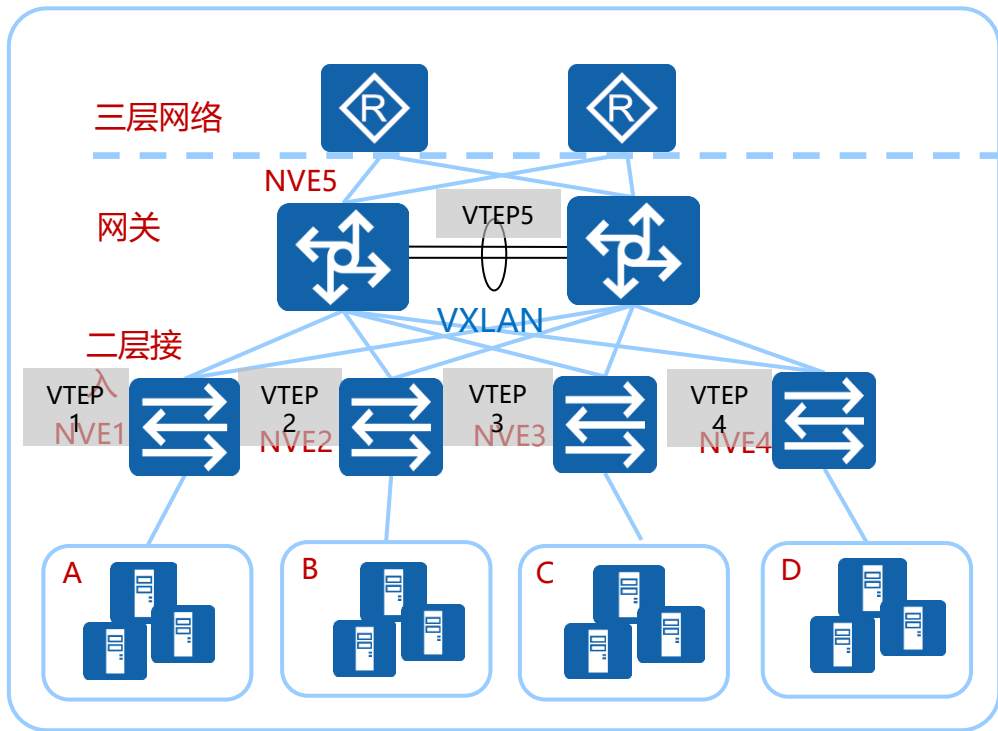 R
R
三层网络
NVE5
VTEP5
网关
VXLAN
二层接
入
VTEP
1
NVE1
VTEP
2
NVE2
VTEP
3
NVE3
VTEP
4
NVE4
A
B
C
D